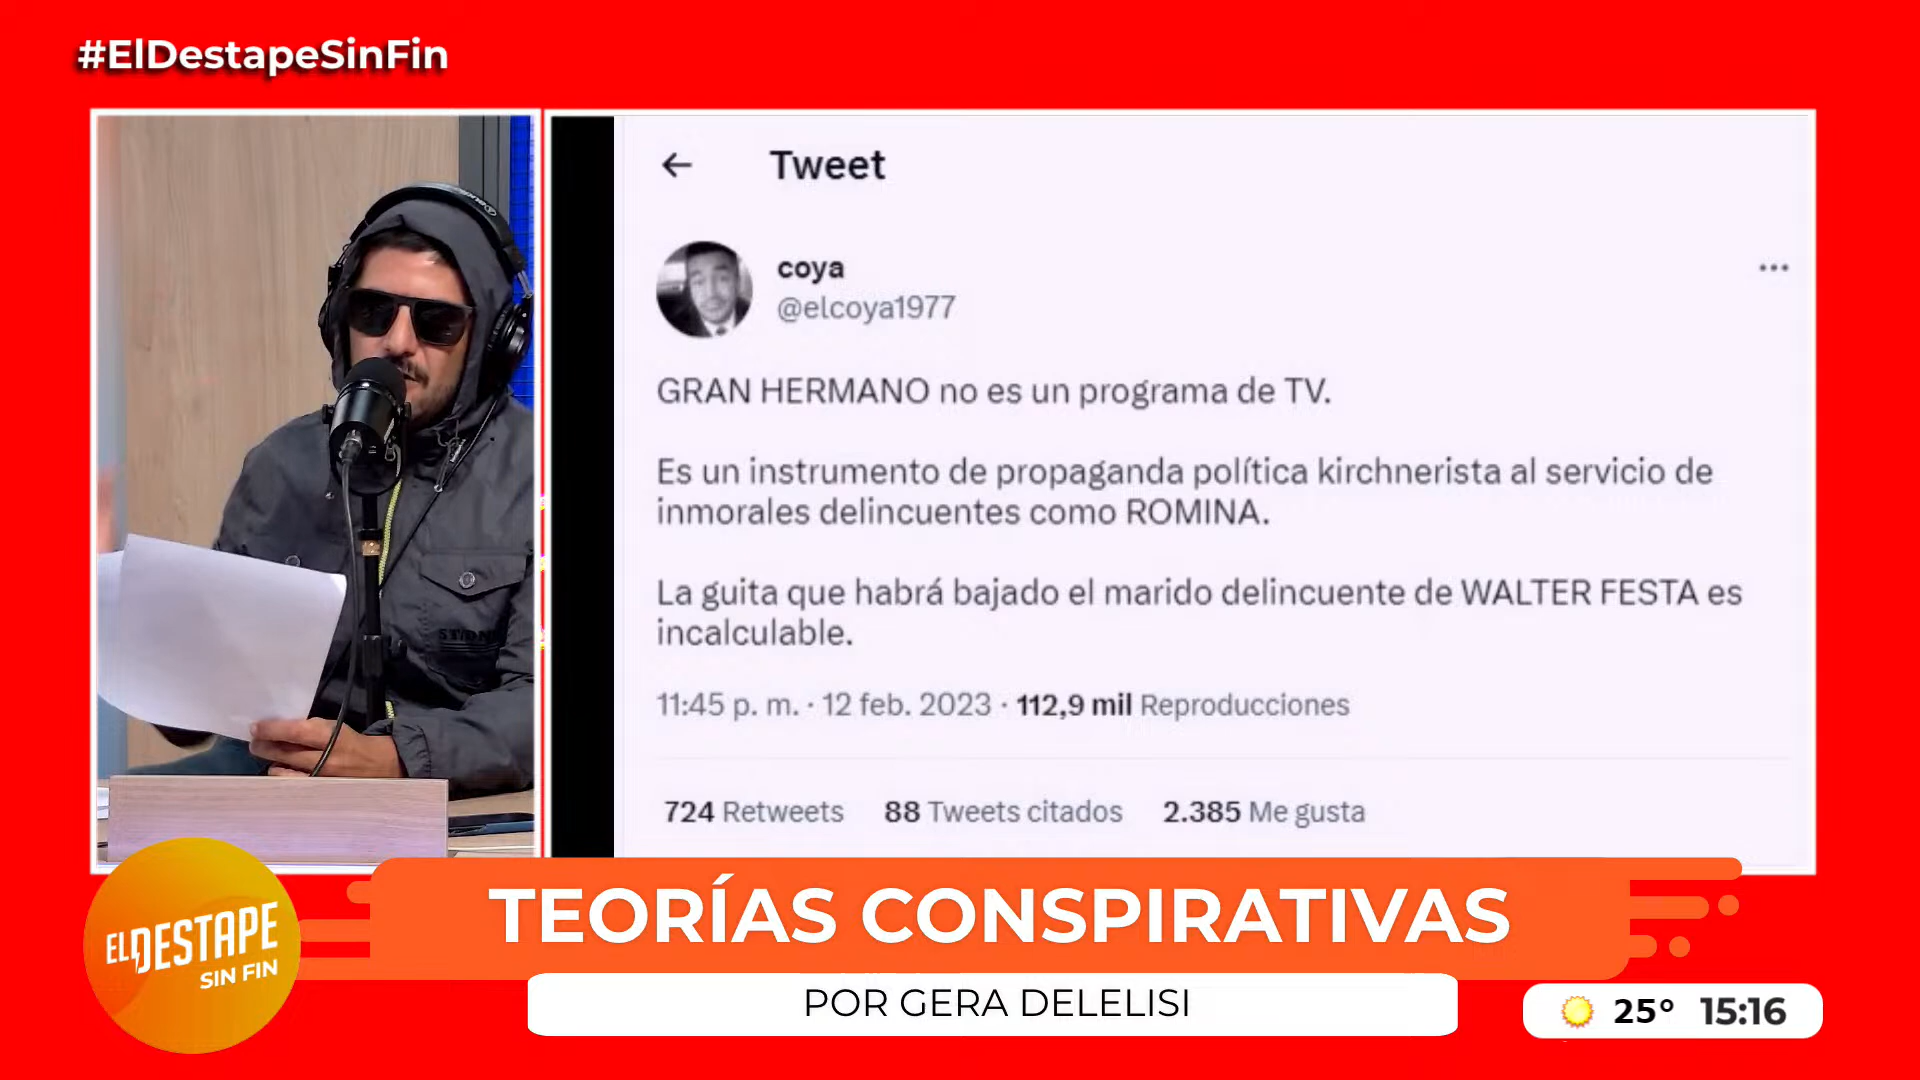 #ElDestapeSinFin
Tweet
coya
@elcoya1977
GRAN HERMANO no es un programa de TV.
Es un instrumento de propaganda política kirchnerista al servicio de
inmorales delincuentes como ROMINA.
La guita que habrá bajado el marido delincuente de WALTER FESTA es
incalculable.
11:45 p. m. · 12 feb. 2023 · 112,9 mil Reproducciones
724 Retweets 88 Tweets citados 2.385 Me gusta
TEORÍAS CONSPIRATIVAS
POR GERA DELELISI
EL DESTAPE
SIN FIN
25° 15:16